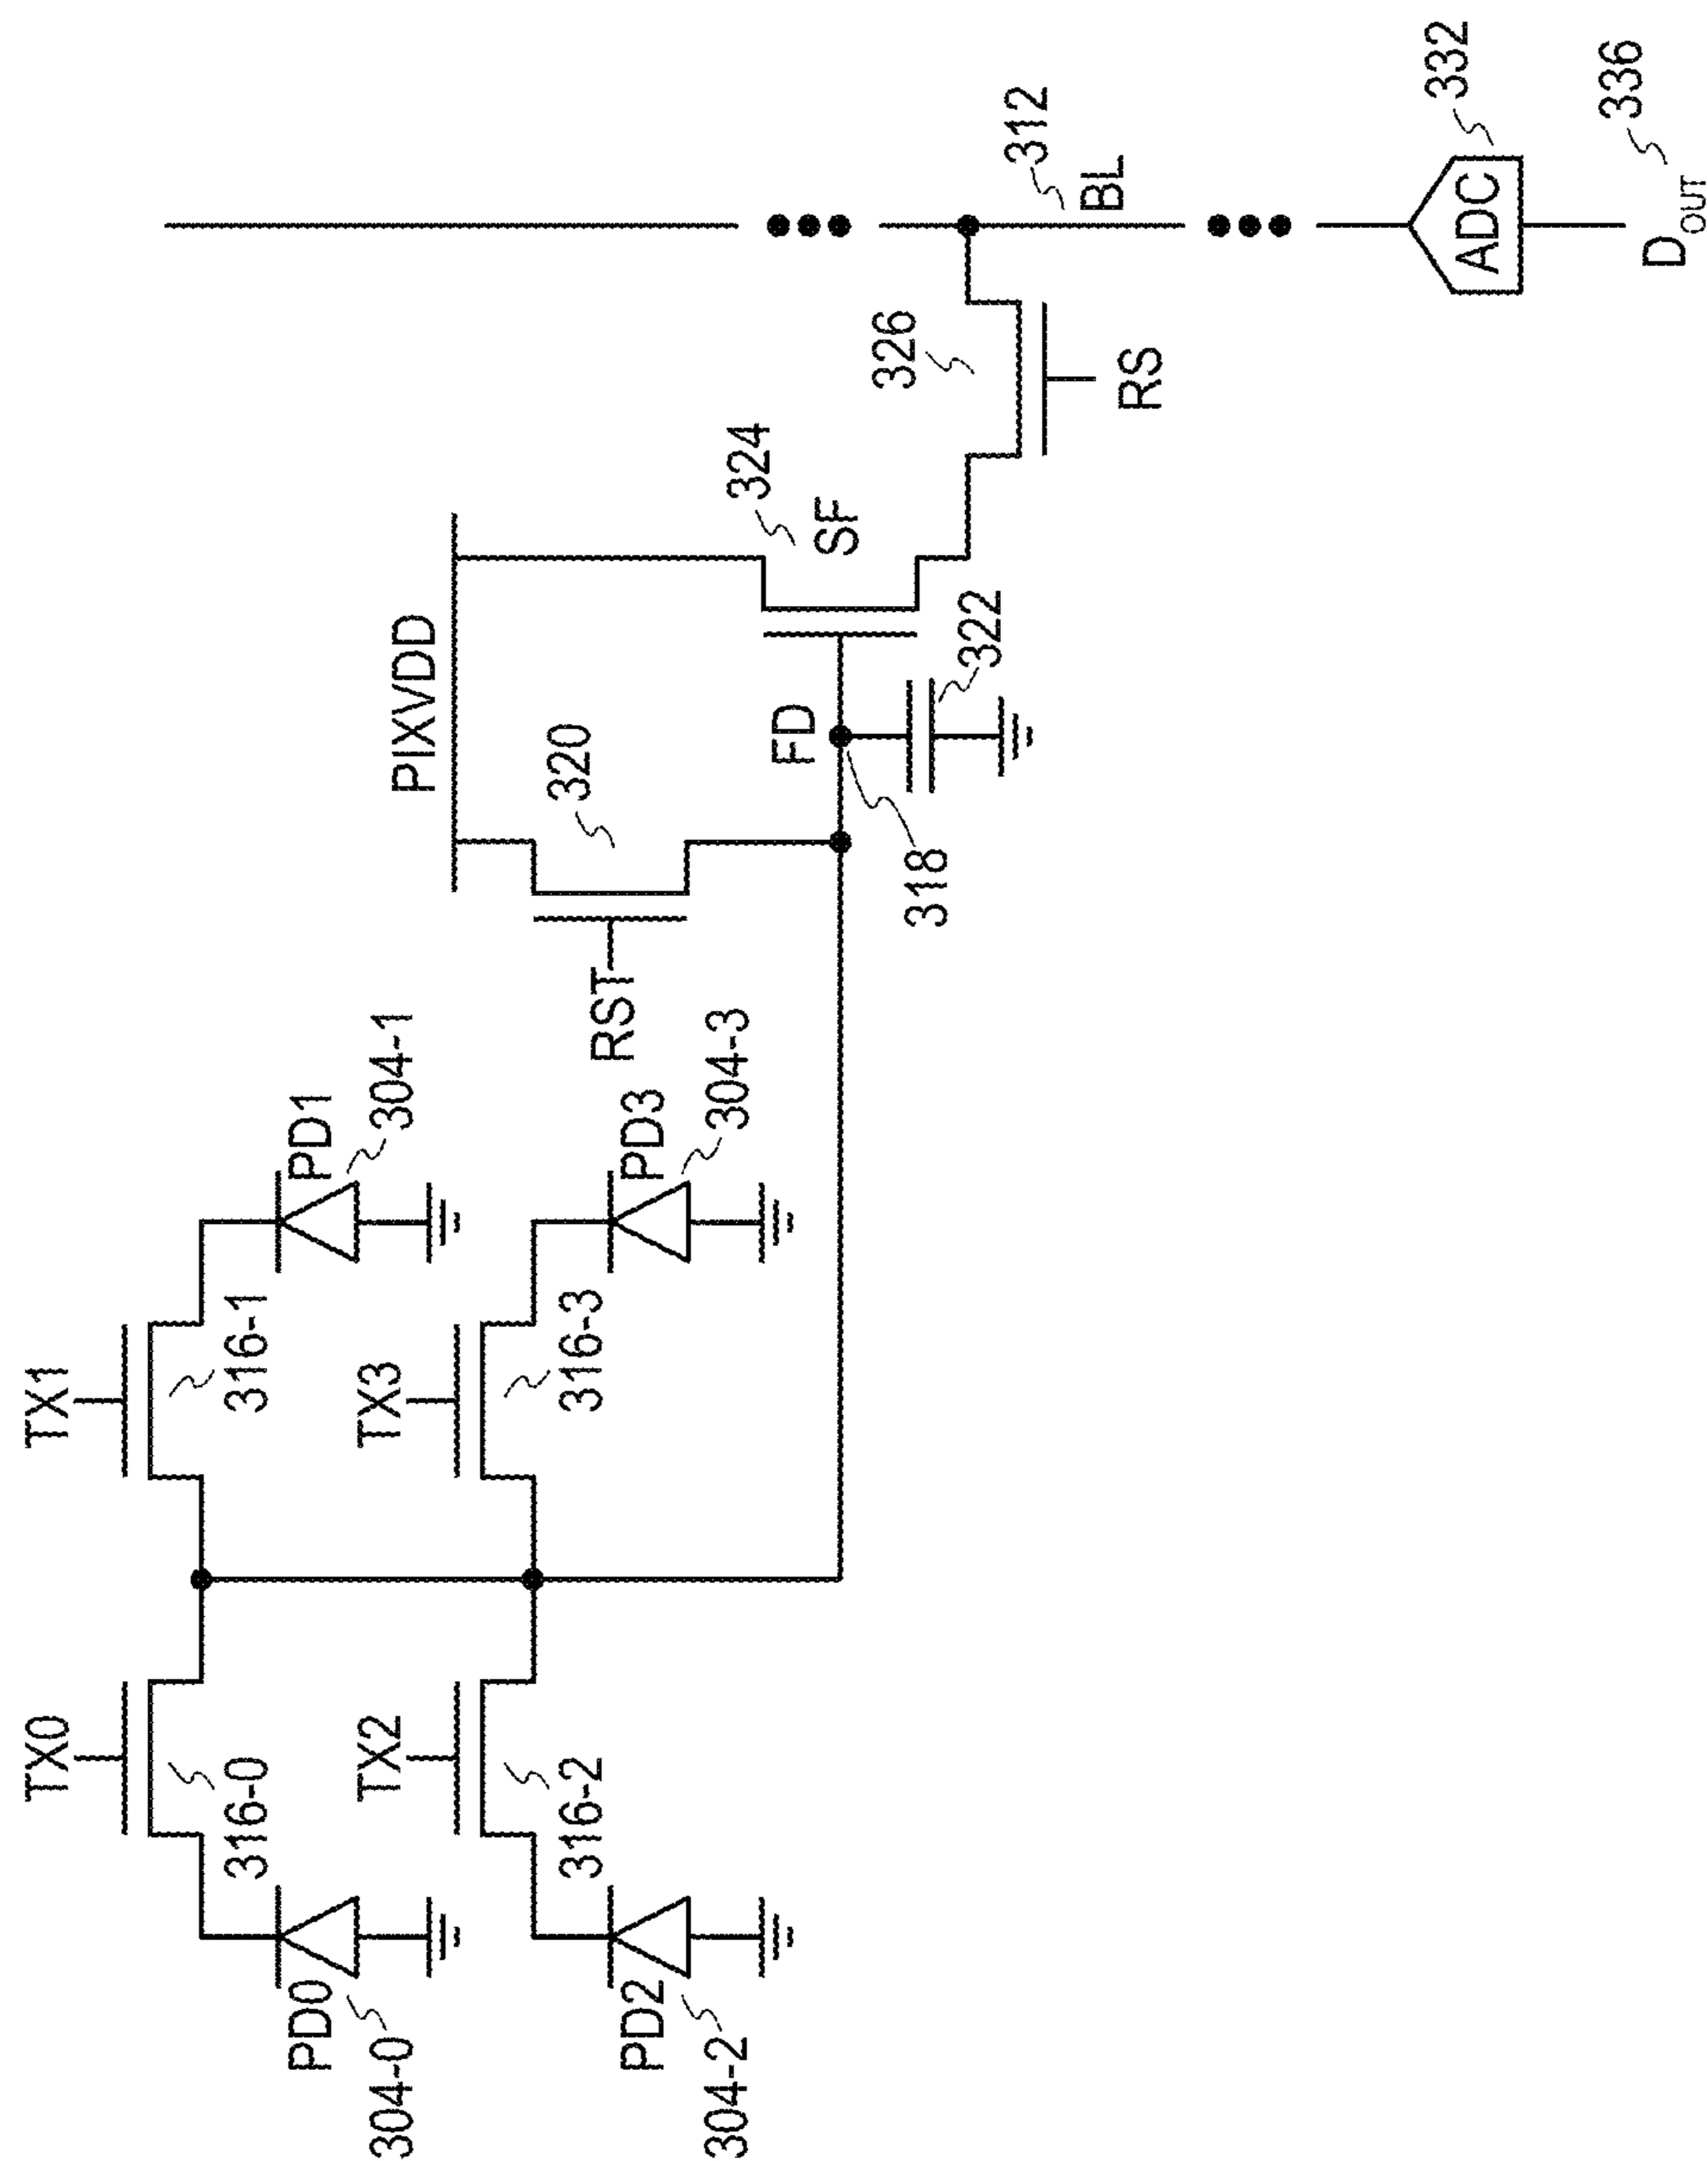 TX0
TX1
316-0
316-1
PD0
304-0
PD1
304-1
TX2
TX3
316-2
316-3
PD2
304-2
PD3
304-3
PIXVDD
RST
320
324
SF
FD
318
322
326
RS
312
BL
ADC
332
DOUT
336